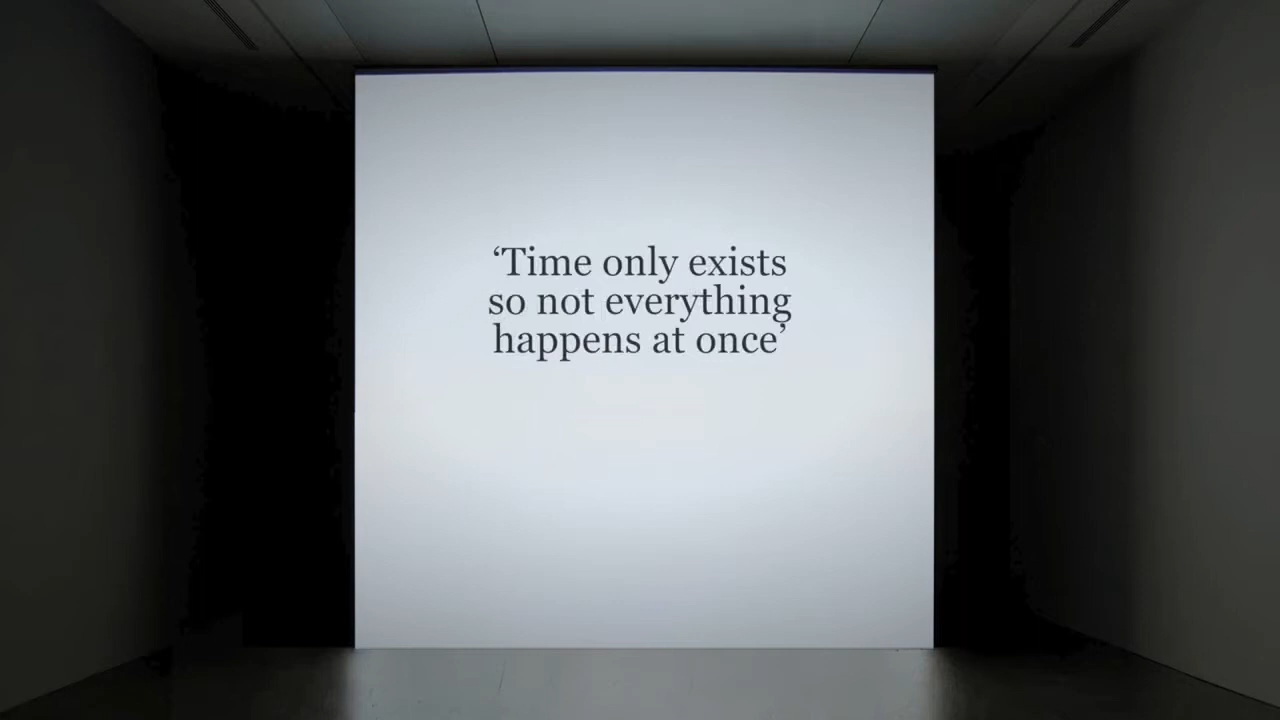 ‘Time only exists
so not everything
happens at once’